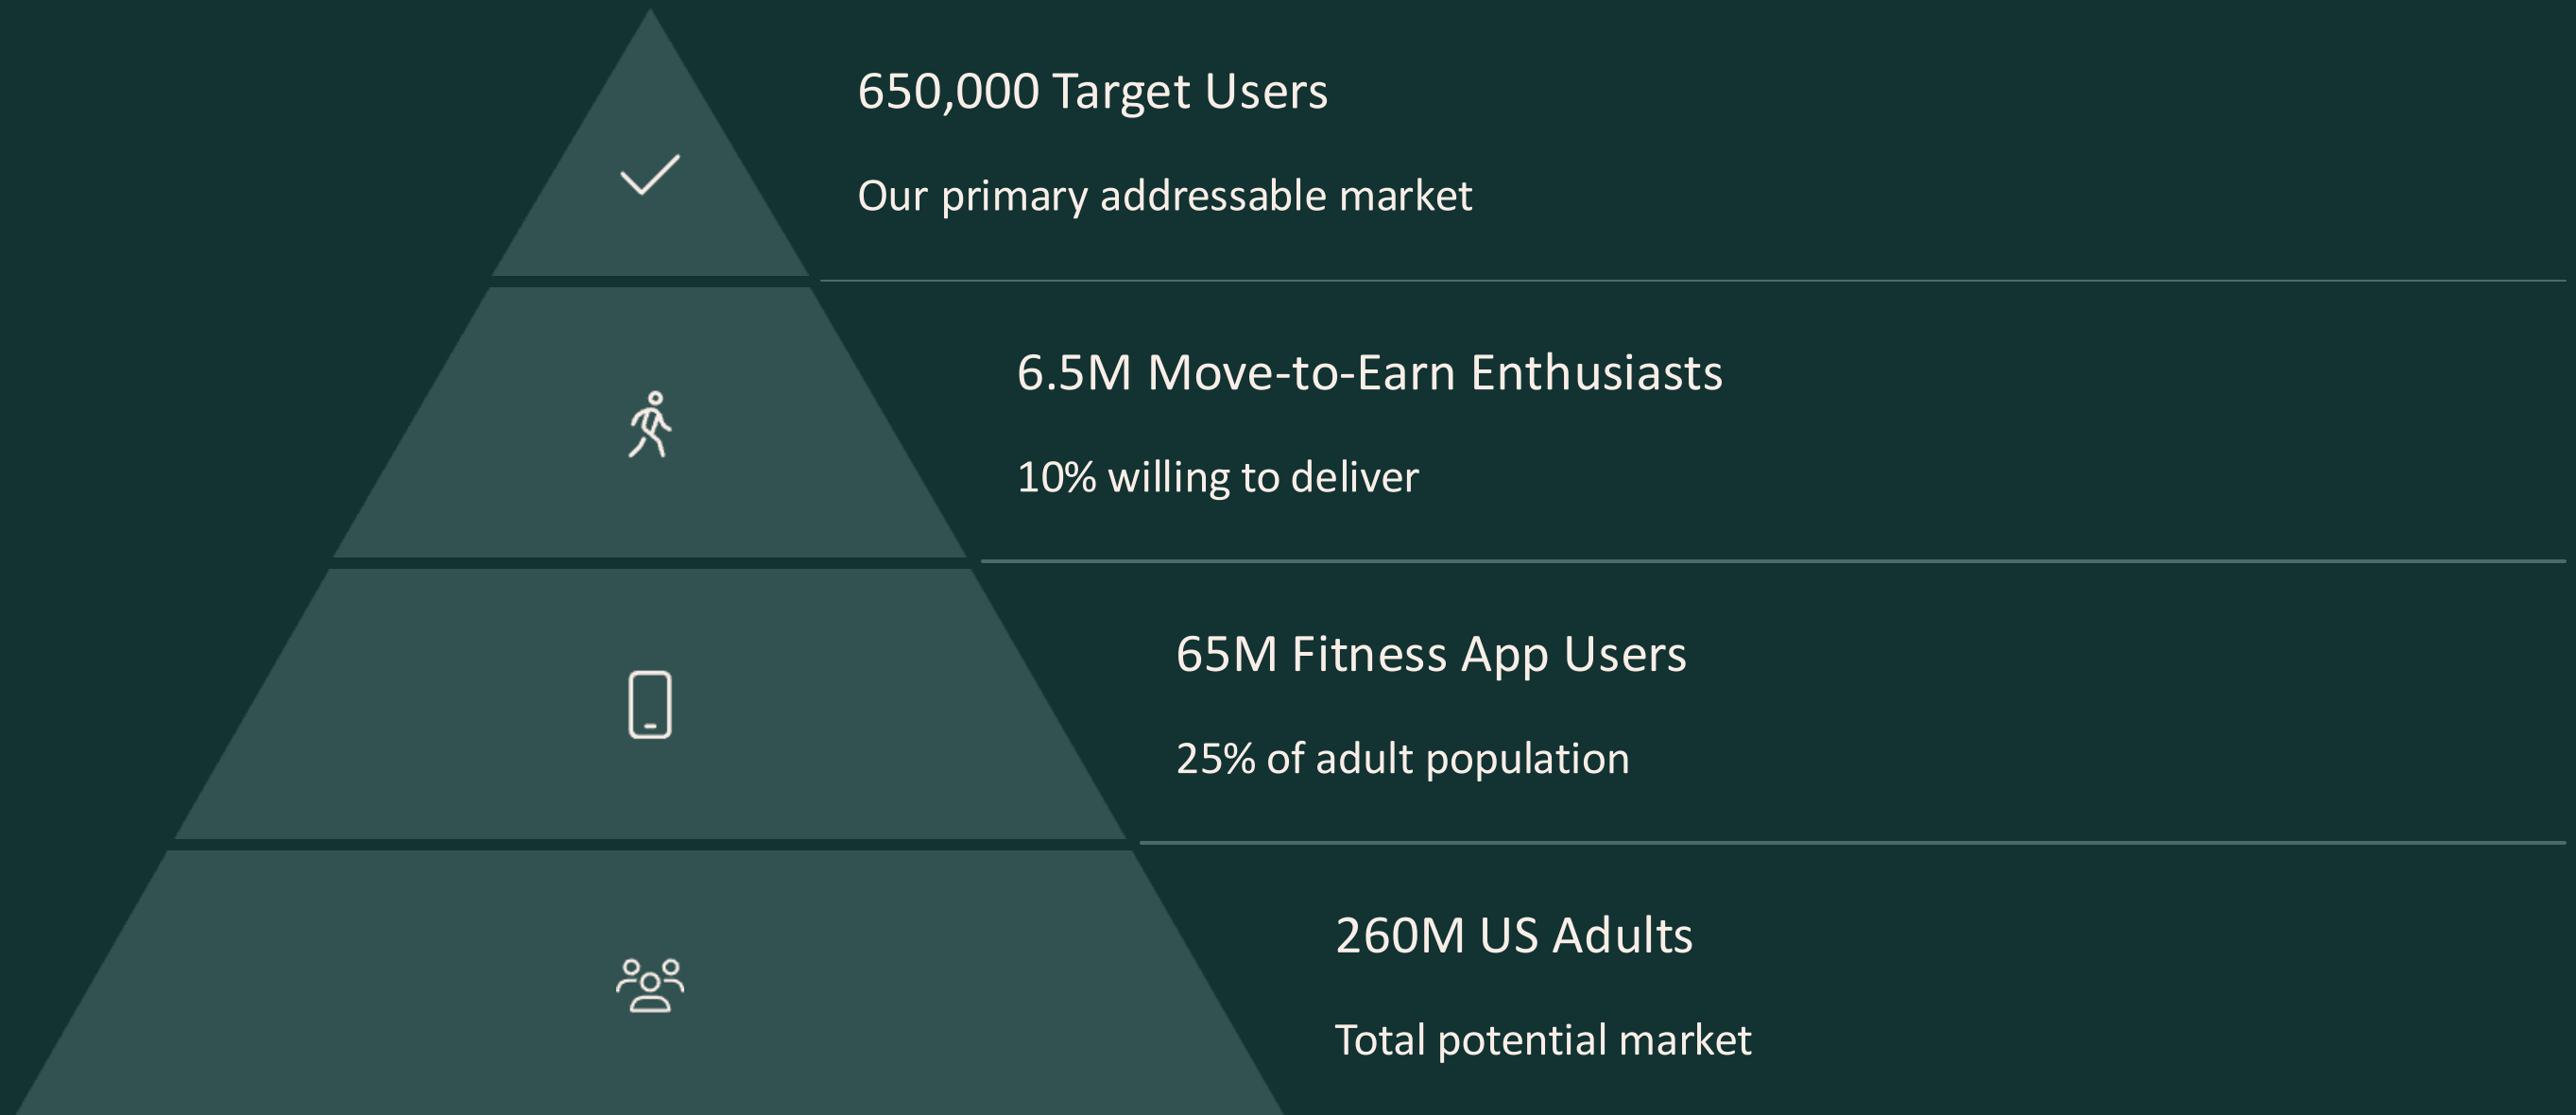 650,000 Target Users
Our primary addressable market
6.5M Move-to-Earn Enthusiasts
10% willing to deliver
65M Fitness App Users
25% of adult population
260M US Adults
Total potential market